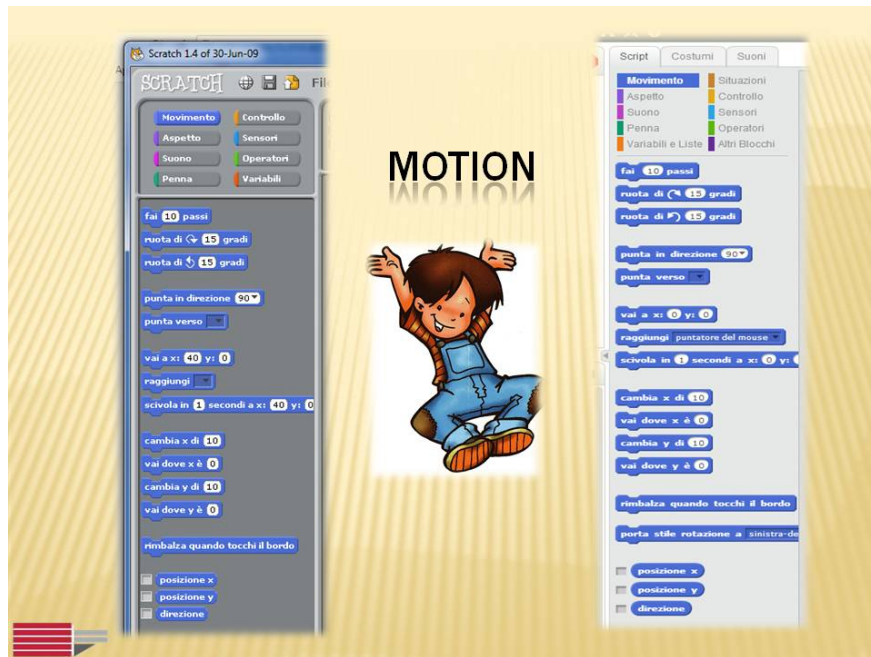 Scratch 1.4 of 30-Jun-09
SCRATCH
Movimento Controllo
Aspetto Sensori
Suono Operatori
Penna Variabili
fai 10 passi
ruota di 15 gradi
ruota di 15 gradi
punta in direzione 90
punta verso
vai a x: 40 y: 0
raggiungi
scivola in 1 secondi a x: 40 y: 0
cambia x di 10
vai dove x è 0
cambia y di 10
vai dove y è 0
rimbalza quando tocchi il bordo
posizione x
posizione y
direzione
MOTION
Script Costumi Suoni
Movimento Situazioni
Aspetto Controllo
Suono Sensori
Penna Operatori
Variabili e Liste Altri Blocchi
fai 10 passi
ruota di 15 gradi
ruota di 15 gradi
punta in direzione 90
punta verso
vai a x: 0 y: 0
raggiungi puntatore del mouse
scivola in 1 secondi a x: 0 y:
cambia x di 10
vai dove x è 0
cambia y di 10
vai dove y è 0
rimbalza quando tocchi il bordo
porta stile rotazione a sinistra-de
posizione x
posizione y
direzione